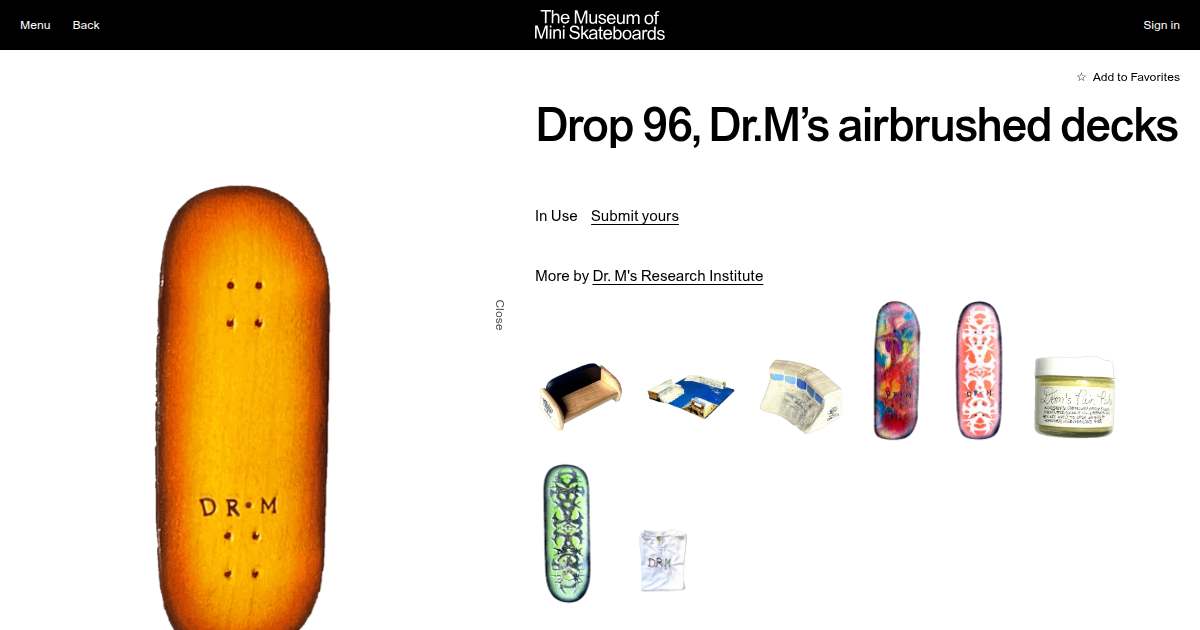 Menu
Back
The Museum of
Mini Skateboards
Sign in
☆ Add to Favorites
Drop 96, Dr.M’s airbrushed decks
In Use Submit yours
More by Dr. M's Research Institute
Close
DR•M
DRM